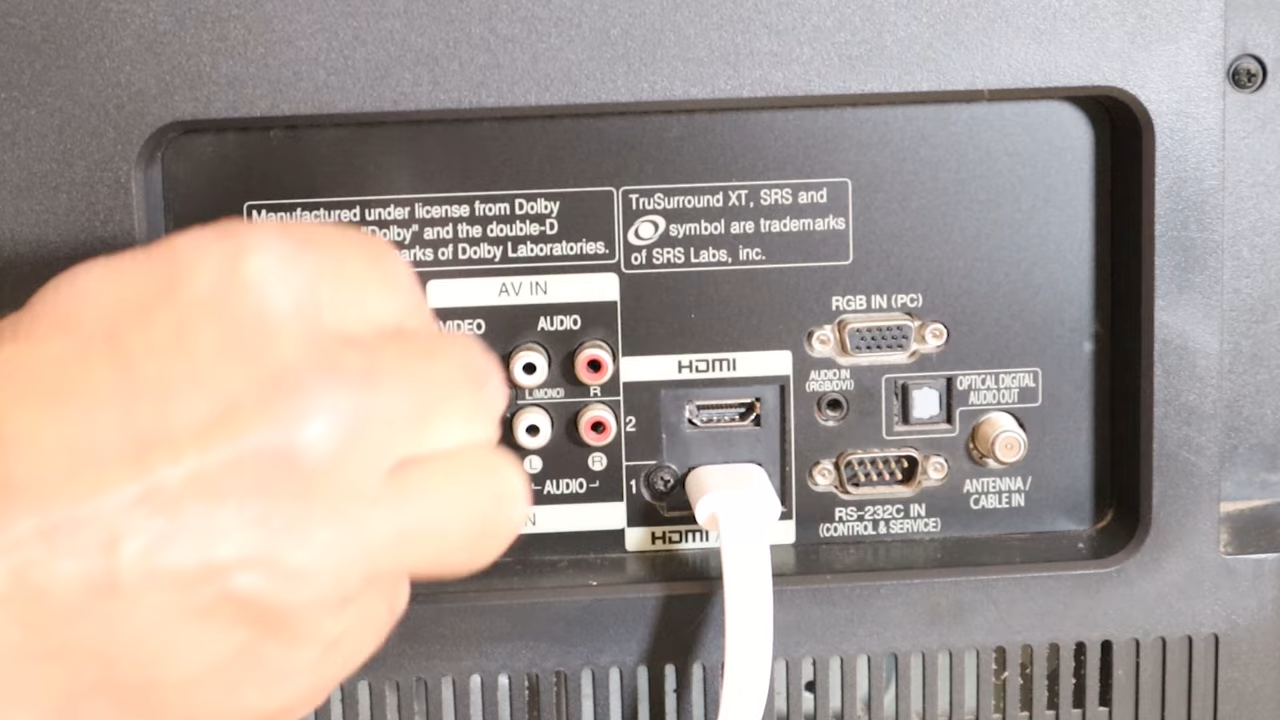 Manufactured under license from Dolby
"Dolby" and the double-D
of Dolby Laboratories.
TruSurround XT, SRS and
symbol are trademarks
of SRS Labs, inc.
AV IN
VIDEO AUDIO
L(MONO) R
L R
AUDIO
HDMI
2
1
HDMI
RGB IN (PC)
AUDIO IN
(RGB/DVI)
OPTICAL DIGITAL
AUDIO OUT
RS-232C IN
(CONTROL & SERVICE)
ANTENNA /
CABLE IN